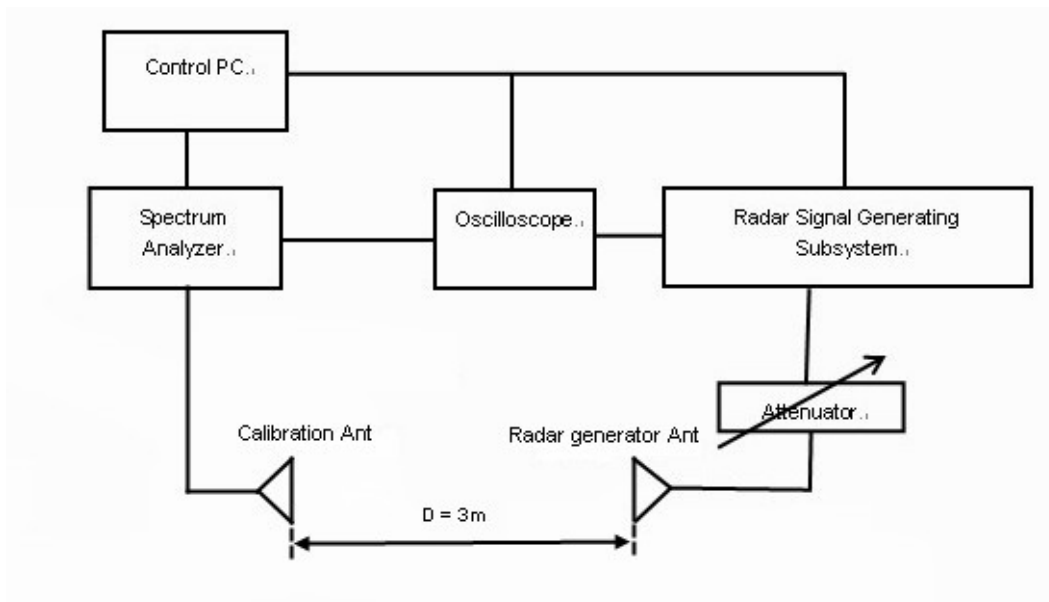 Control PC.
Spectrum
Analyzer.
Oscilloscope.
Radar Signal Generating
Subsystem.
Attenuator.
Calibration Ant
Radar generator Ant
D = 3m